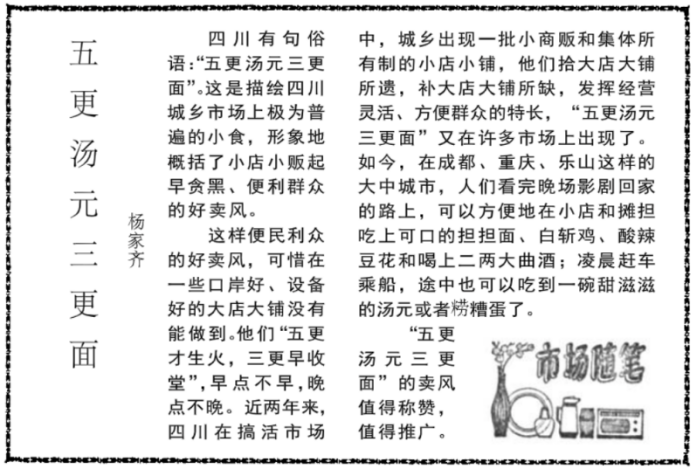 五更汤元三更面
杨家齐
四川有句俗
语：“五更汤元三更
面”。这是描绘四川
城乡市场上极为普
遍的小食，形象地
概括了小店小贩起
早贪黑、便利群众
的好卖风。
这样便民利众
的好卖风，可惜在
一些口岸好、设备
好的大店大铺没有
能做到。他们“五更
才生火，三更早收
堂”，早点不早，晚
点不晚。近两年来，
四川在搞活市场
中，城乡出现一批小商贩和集体所
有制的小店小铺，他们拾大店大铺
所遗，补大店大铺所缺，发挥经营
灵活、方便群众的特长，“五更汤元
三更面”又在许多市场上出现了。
如今，在成都、重庆、乐山这样的
大中城市，人们看完晚场影剧回家
的路上，可以方便地在小店和摊担
吃上可口的担担面、白斩鸡、酸辣
豆花和喝上二两大曲酒；凌晨赶车
乘船，途中也可以吃到一碗甜滋滋
的汤元或者捞糟蛋了。
“五更
汤元三更
面”的卖风
值得称赞，
值得推广。
市场随笔